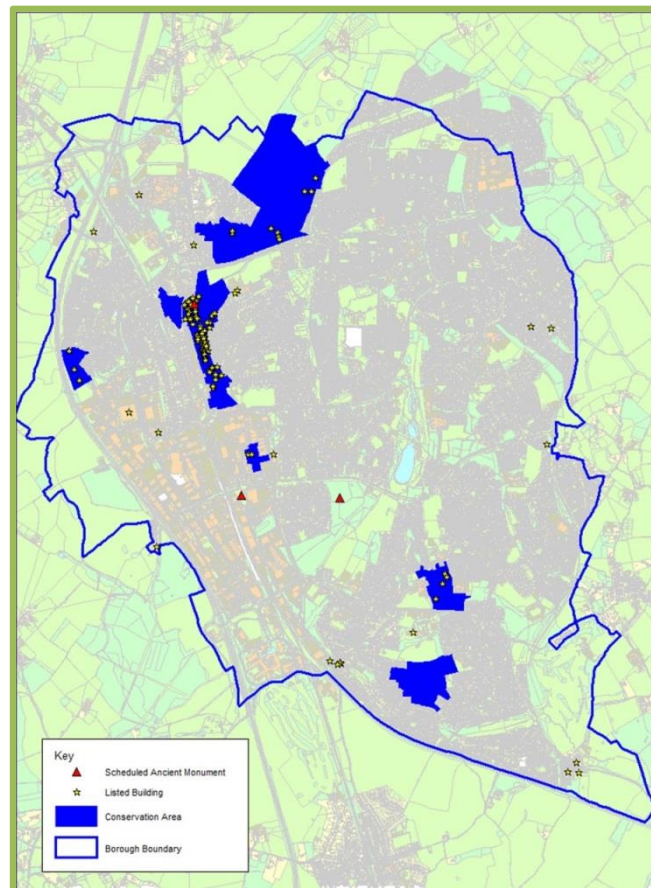 Key
Scheduled Ancient Monument
Listed Building
Conservation Area
Borough Boundary